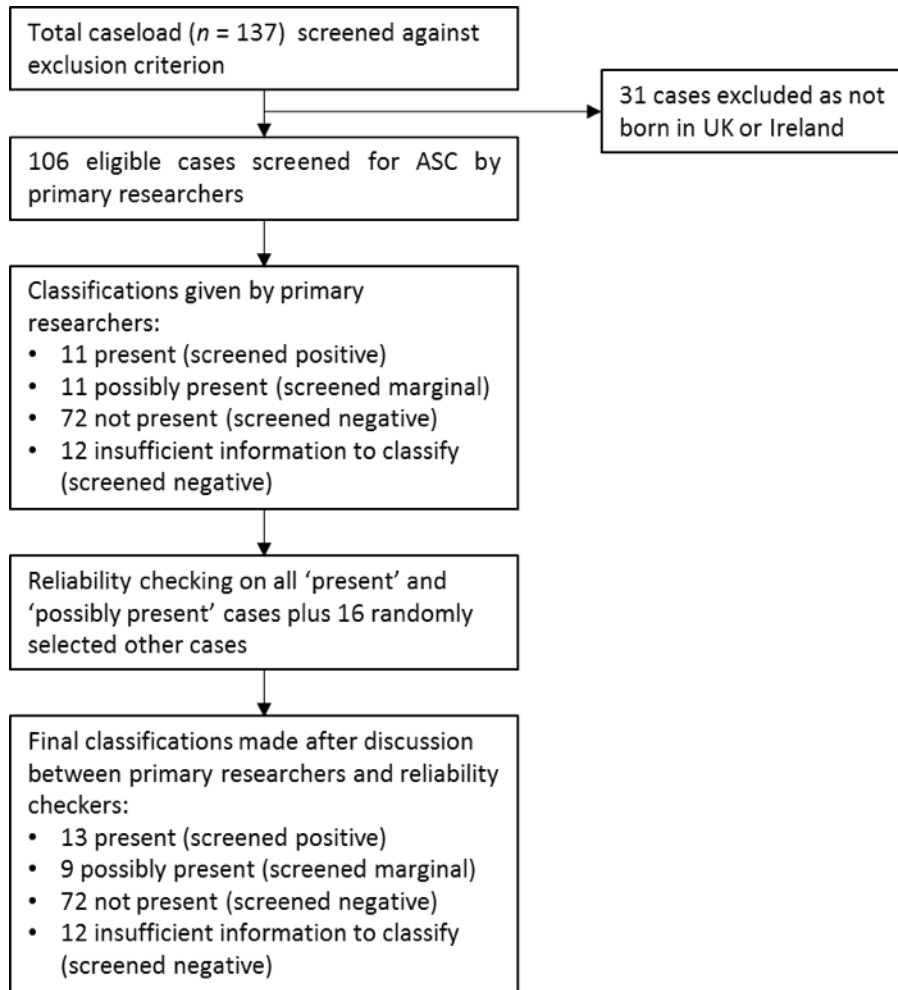 Total caseload (n = 137) screened against
exclusion criterion
31 cases excluded as not
born in UK or Ireland
106 eligible cases screened for ASC by
primary researchers
Classifications given by primary
researchers:
• 11 present (screened positive)
• 11 possibly present (screened marginal)
• 72 not present (screened negative)
• 12 insufficient information to classify
(screened negative)
Reliability checking on all ‘present’ and
‘possibly present’ cases plus 16 randomly
selected other cases
Final classifications made after discussion
between primary researchers and reliability
checkers:
• 13 present (screened positive)
• 9 possibly present (screened marginal)
• 72 not present (screened negative)
• 12 insufficient information to classify
(screened negative)